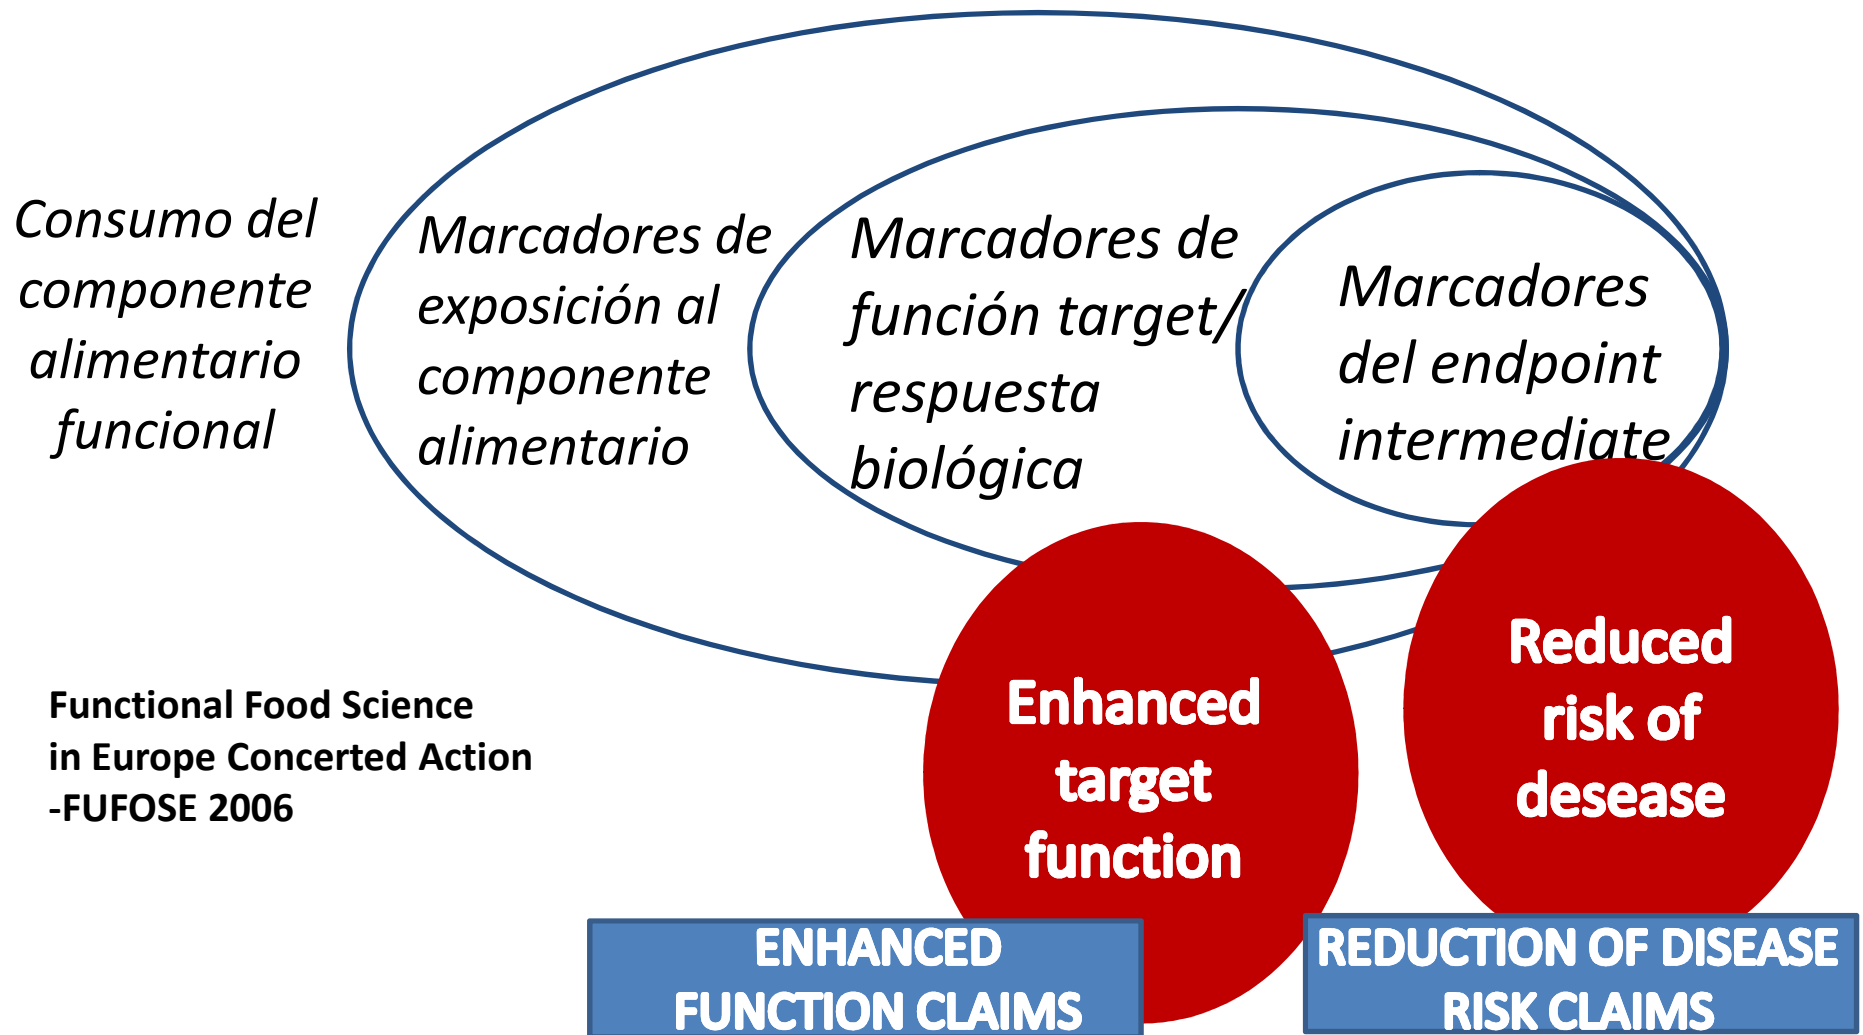 Consumo del
componente
alimentario
funcional
Marcadores de
exposición al
componente
alimentario
Marcadores de
función target/
respuesta
biológica
Marcadores
del endpoint
intermediate
Functional Food Science
in Europe Concerted Action
-FUFOSE 2006
Enhanced
target
function
Reduced
risk of
desease
ENHANCED
FUNCTION CLAIMS
REDUCTION OF DISEASE
RISK CLAIMS